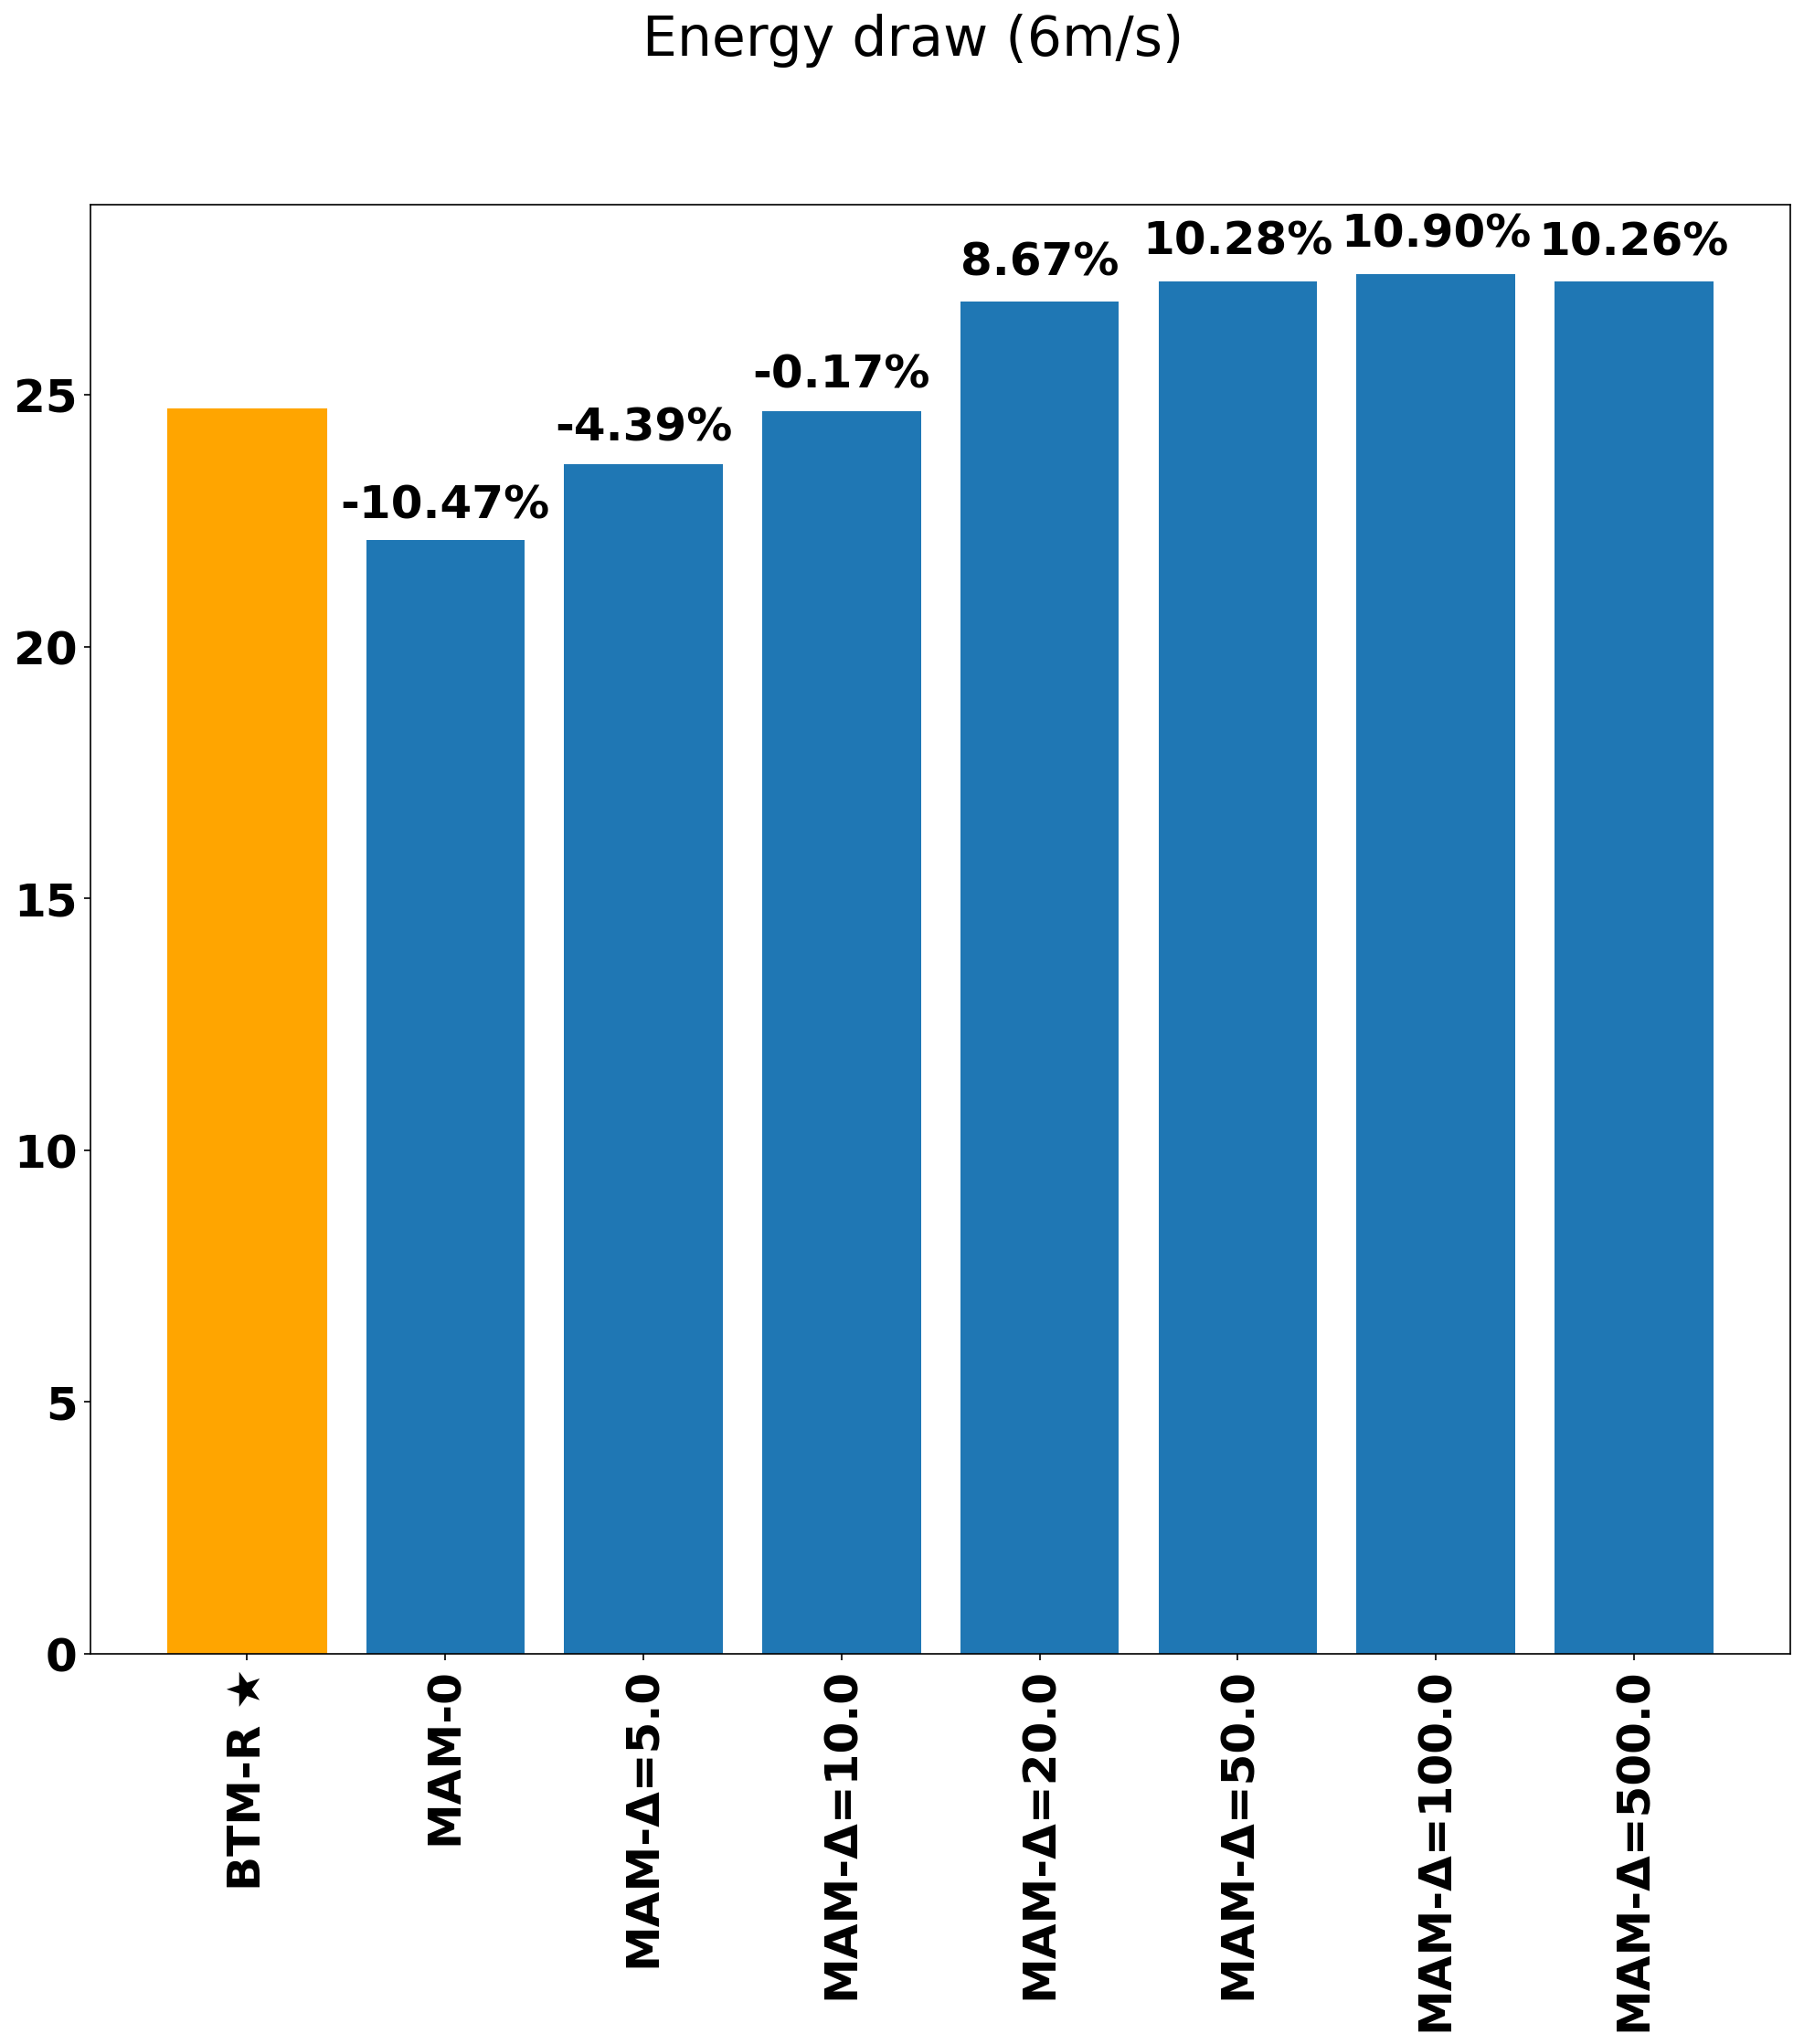 Energy draw (6m/s)
10.28% 10.90% 10.26%
8.67%
-0.17%
-4.39%
-10.47%
25
20
15
10
5
0
BTM-R ★
MAM-0
MAM-Δ=5.0
MAM-Δ=10.0
MAM-Δ=20.0
MAM-Δ=50.0
MAM-Δ=100.0
MAM-Δ=500.0